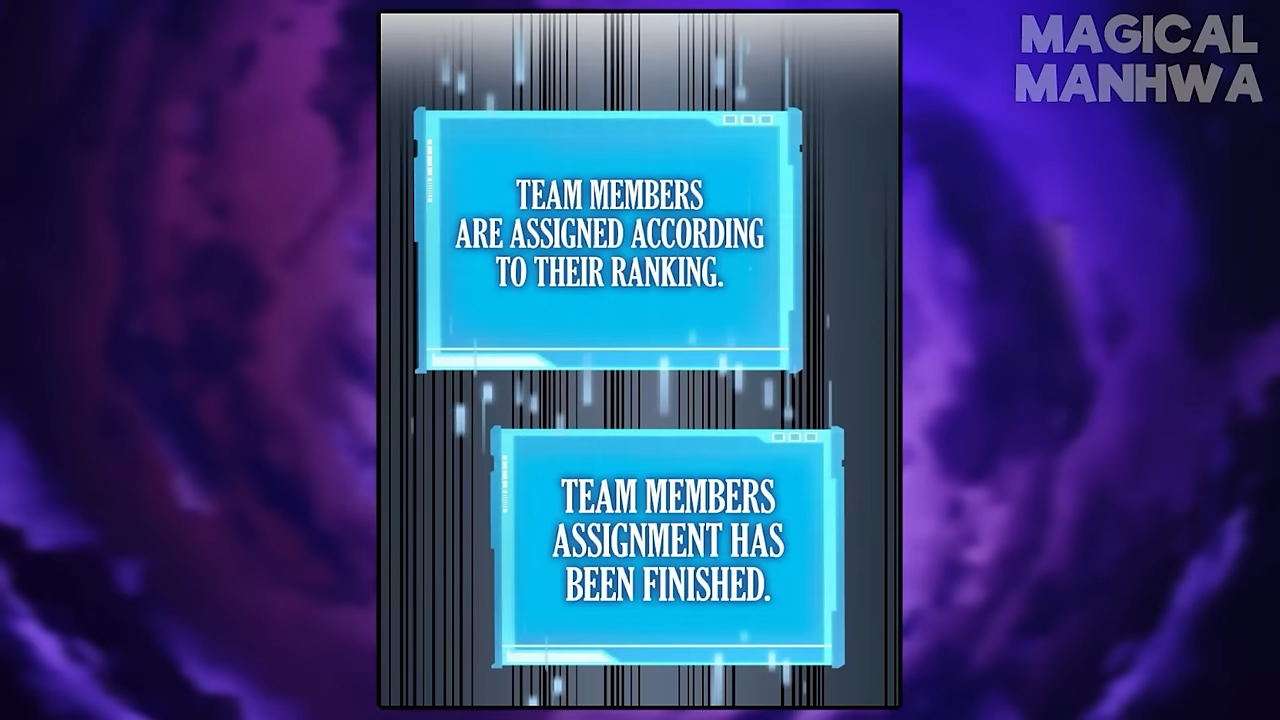 MAGICAL
MANHWA
TEAM MEMBERS
ARE ASSIGNED ACCORDING
TO THEIR RANKING.
TEAM MEMBERS
ASSIGNMENT HAS
BEEN FINISHED.